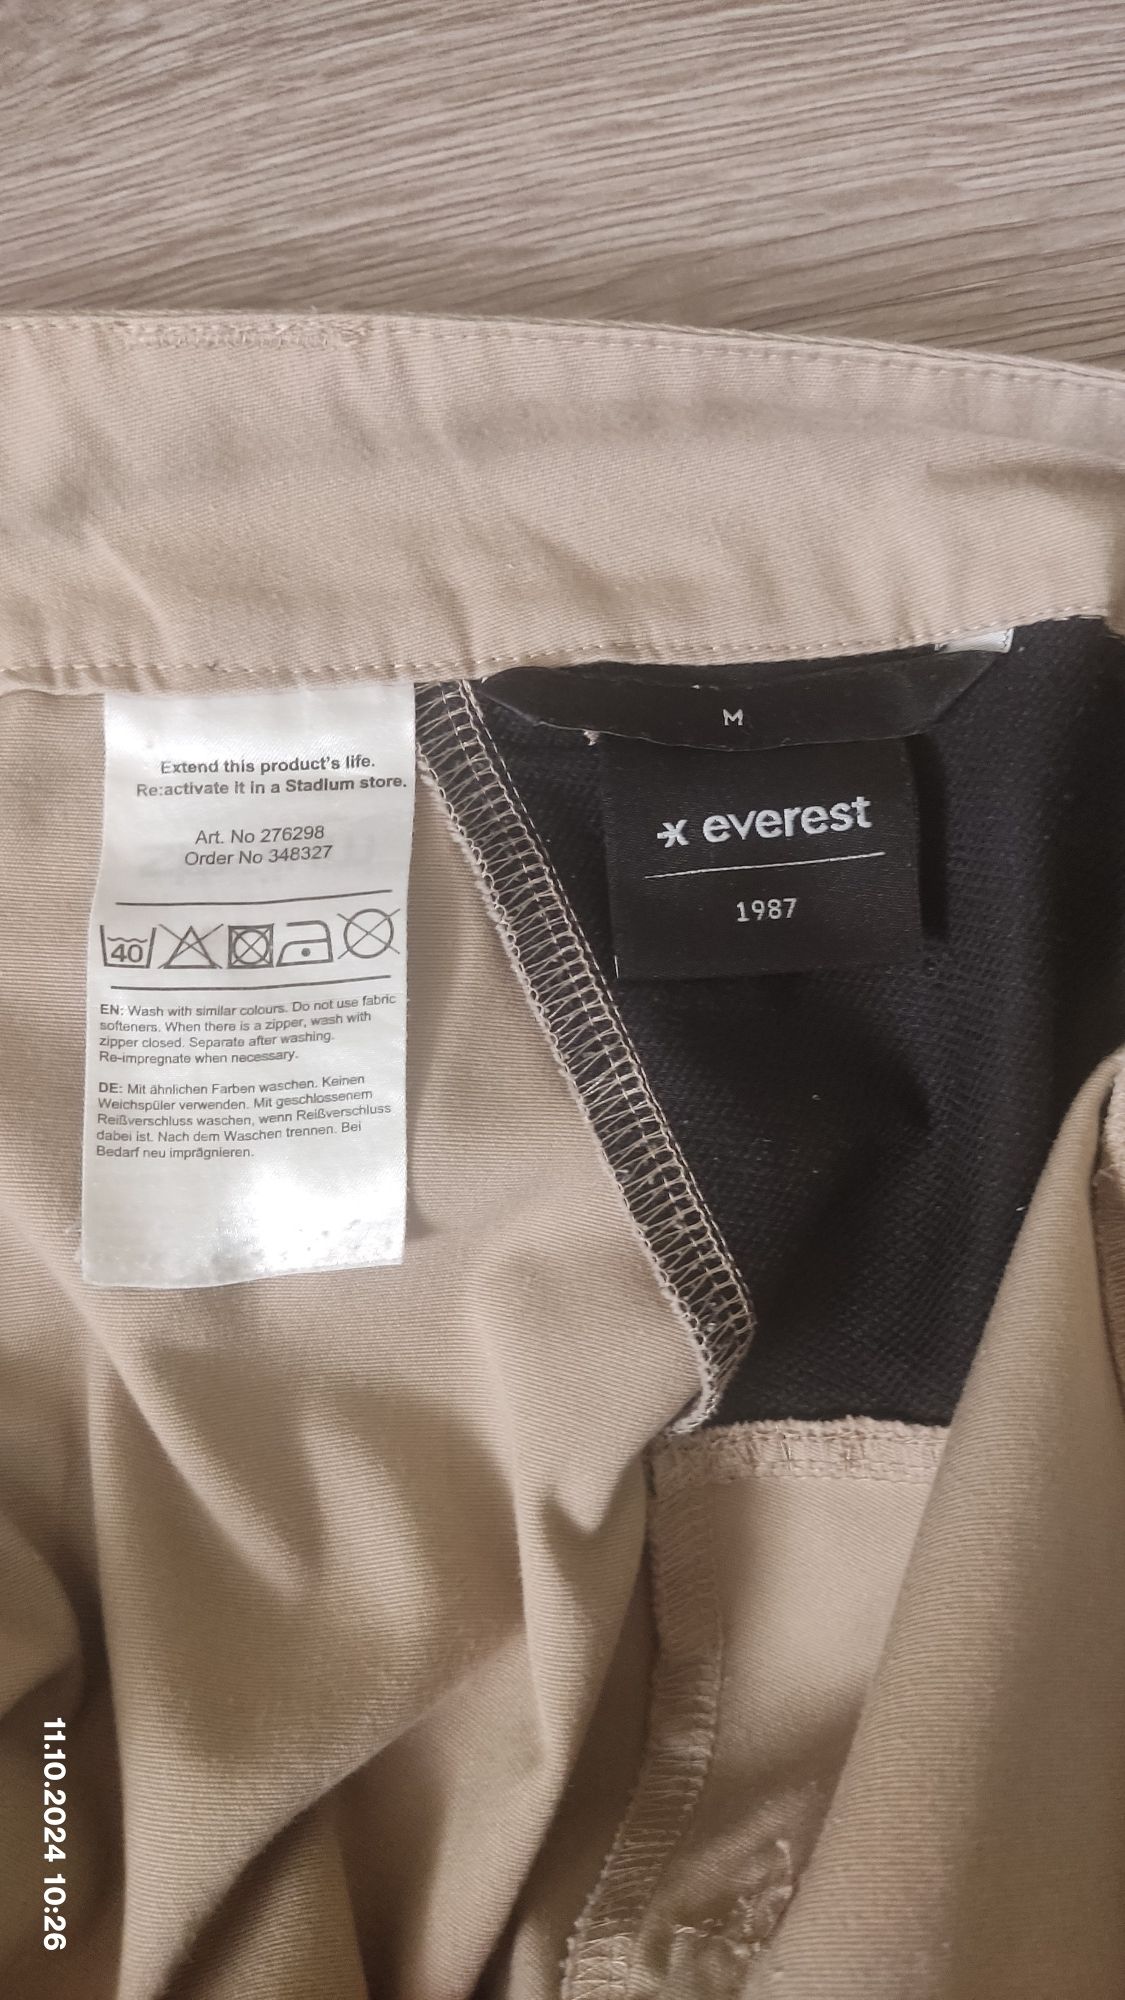 Extend this product's life.
Re:activate it in a Stadium store.
Art. No 276298
Order No 348327
40
EN: Wash with similar colours. Do not use fabric
softeners. When there is a zipper, wash with
zipper closed. Separate after washing.
Re-impregnate when necessary.
DE: Mit ähnlichen Farben waschen. Keinen
Weichspüler verwenden. Mit geschlossenem
Reißverschluss waschen, wenn Reißverschluss
dabei ist. Nach dem Waschen trennen. Bei
Bedarf neu imprägnieren.
M
everest
1987
11.10.2024 10:26